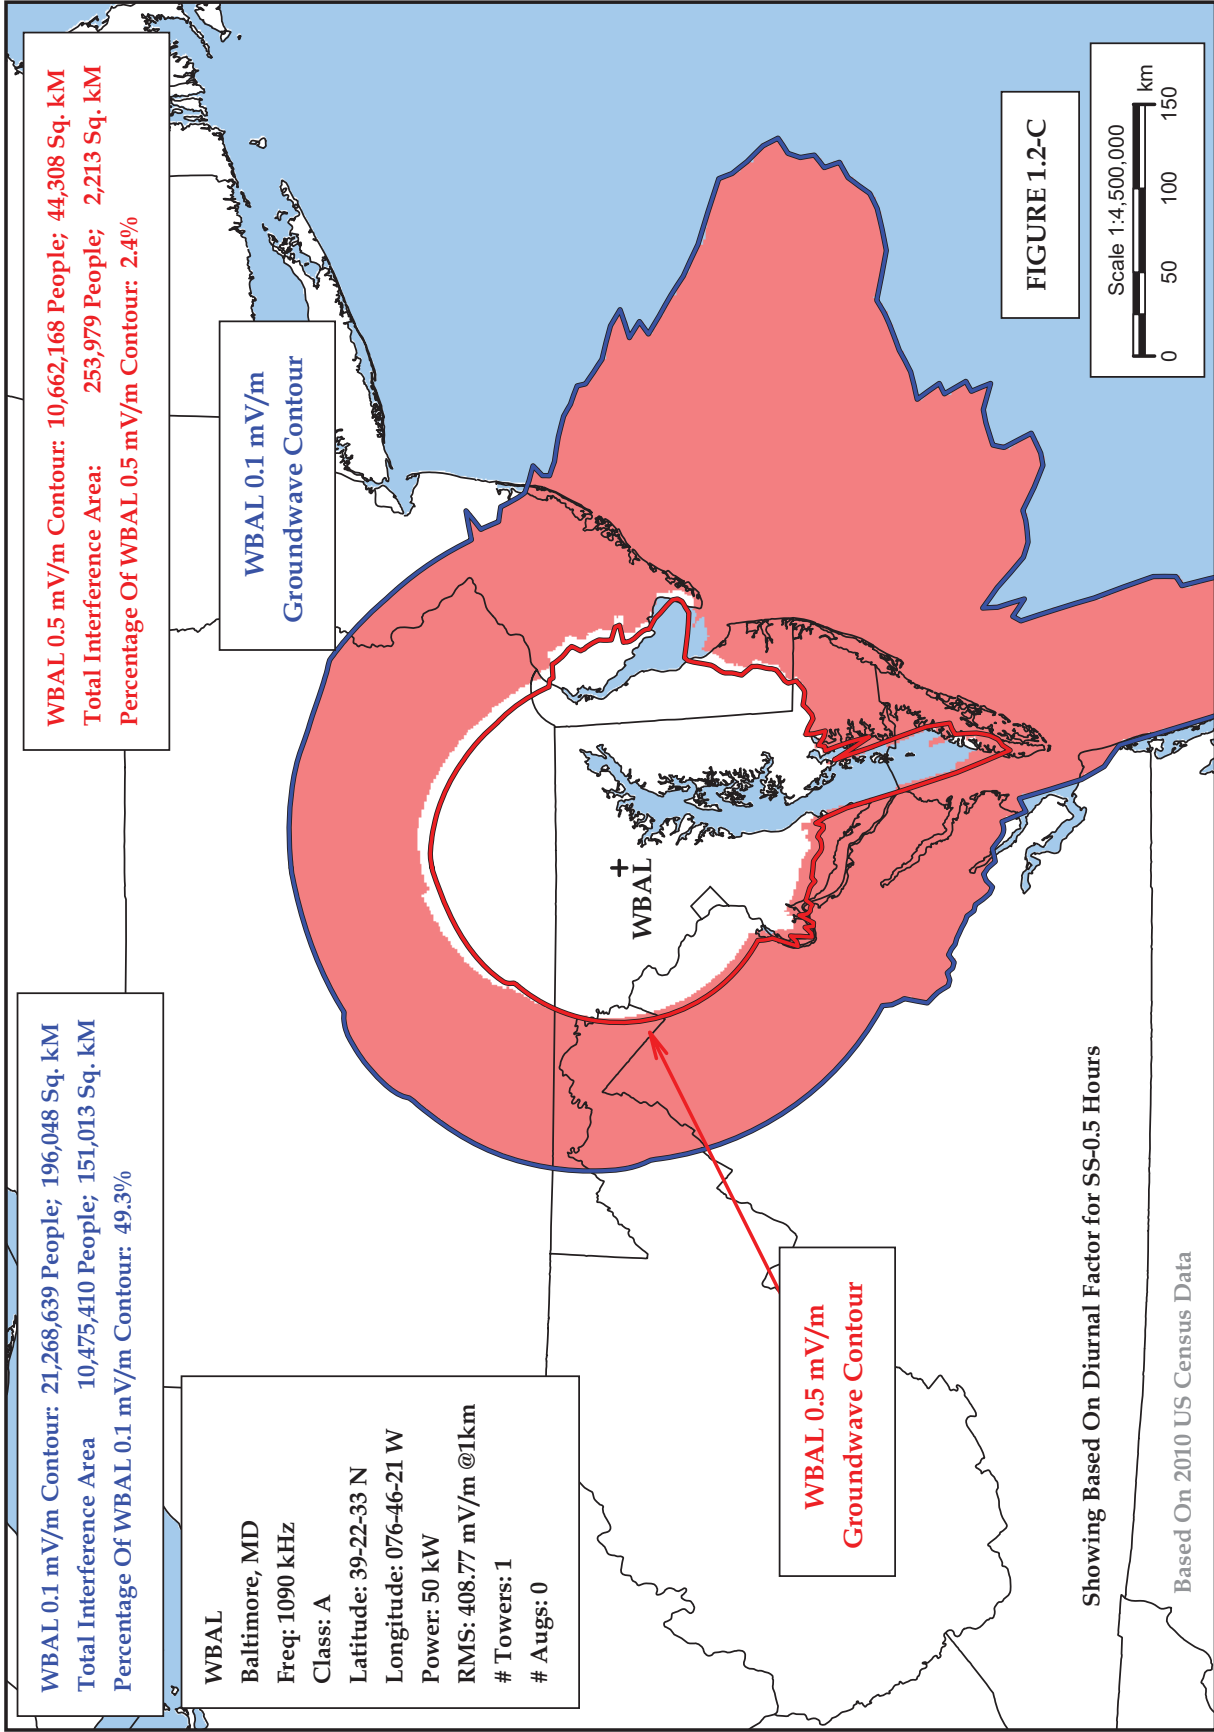 WBAL 0.1 mV/m Contour: 21,268,639 People; 196,048 Sq. kM
Total Interference Area 10,475,410 People; 151,013 Sq. kM
Percentage Of WBAL 0.1 mV/m Contour: 49.3%
WBAL 0.5 mV/m Contour: 10,662,168 People; 44,308 Sq. kM
Total Interference Area: 253,979 People; 2,213 Sq. kM
Percentage Of WBAL 0.5 mV/m Contour: 2.4%
WBAL
Baltimore, MD
Freq: 1090 kHz
Class: A
Latitude: 39-22-33 N
Longitude: 076-46-21 W
Power: 50 kW
RMS: 408.77 mV/m @1km
# Towers: 1
# Augs: 0
WBAL 0.1 mV/m
Groundwave Contour
WBAL
WBAL 0.5 mV/m
Groundwave Contour
FIGURE 1.2-C
Showing Based On Diurnal Factor for SS-0.5 Hours
Based On 2010 US Census Data
Scale 1:4,500,000
km
0 50 100 150